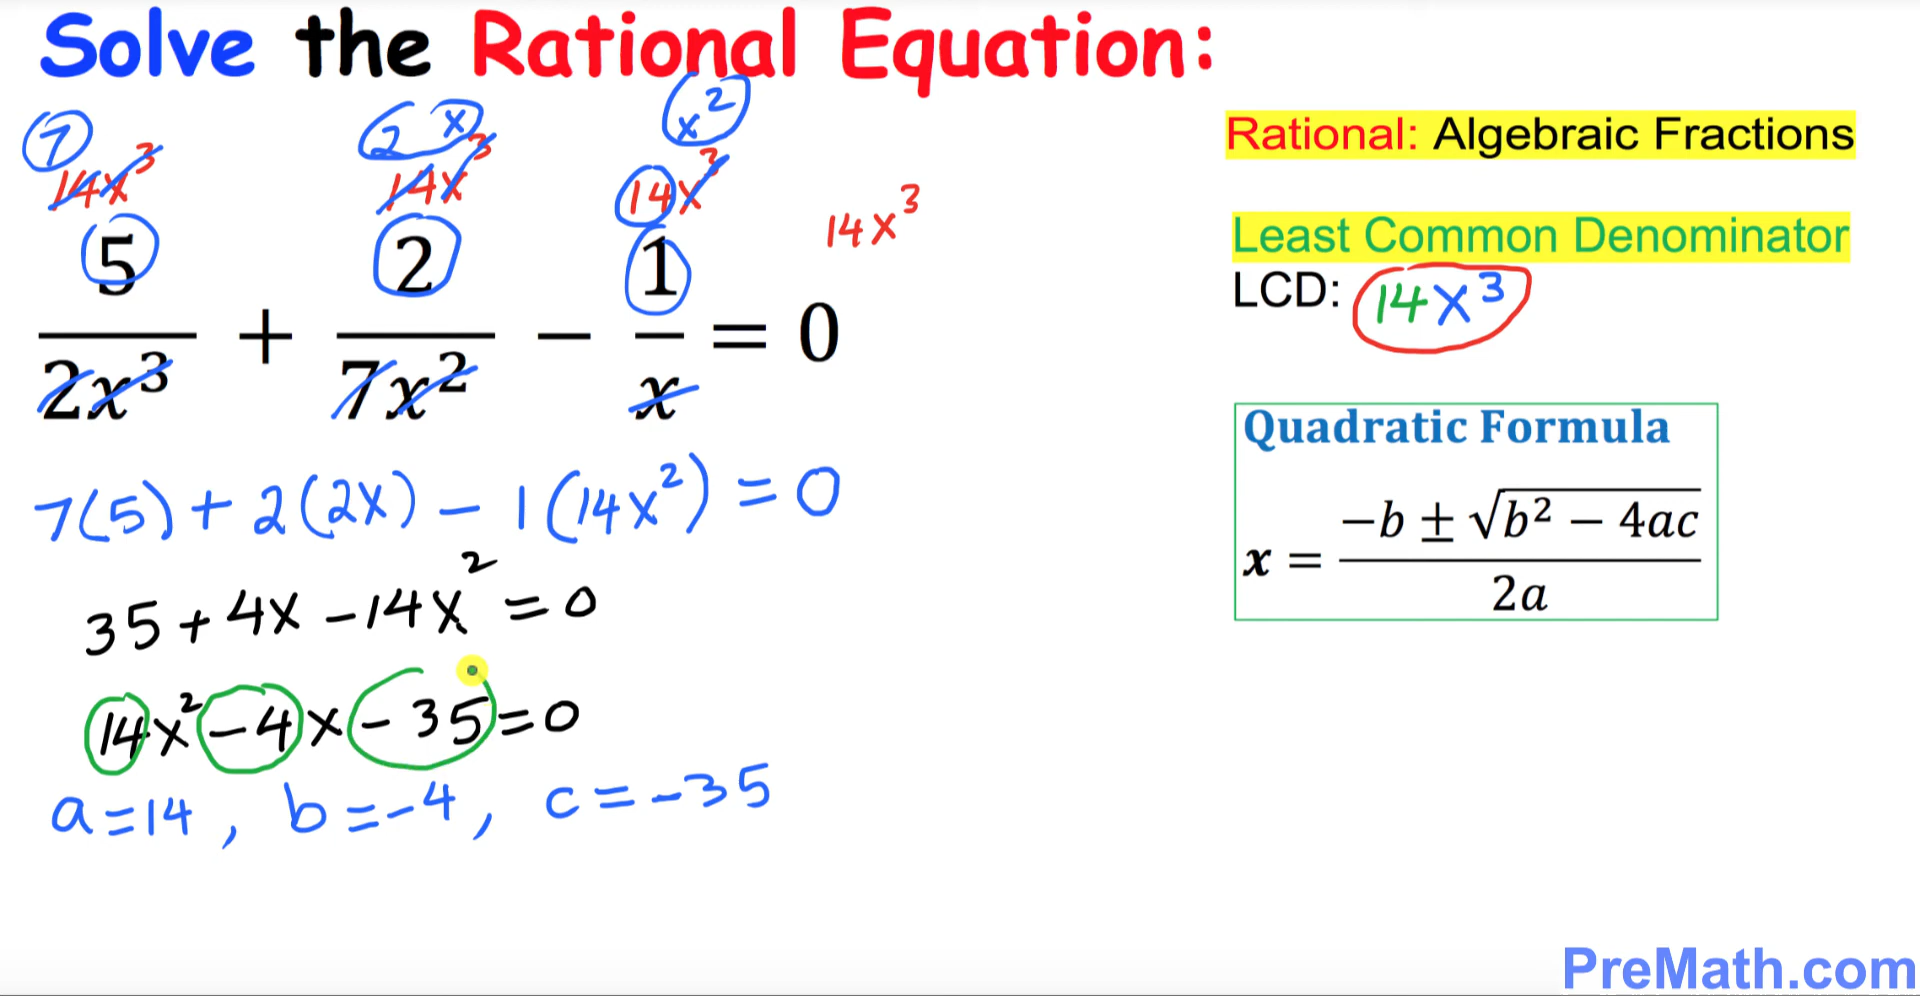 Solve the Rational Equation:
7 2 x x²
14x³ 14x³ 14x³ 14x³
5/2x³ + 2/7x² − 1/x = 0
7(5) + 2(2x) − 1(14x²) = 0
35 + 4x − 14x² = 0
14x² − 4x − 35 = 0
a = 14, b = −4, c = −35
Rational: Algebraic Fractions
Least Common Denominator
LCD: 14x³
Quadratic Formula
x = (−b ± √(b² − 4ac))/2a
PreMath.com